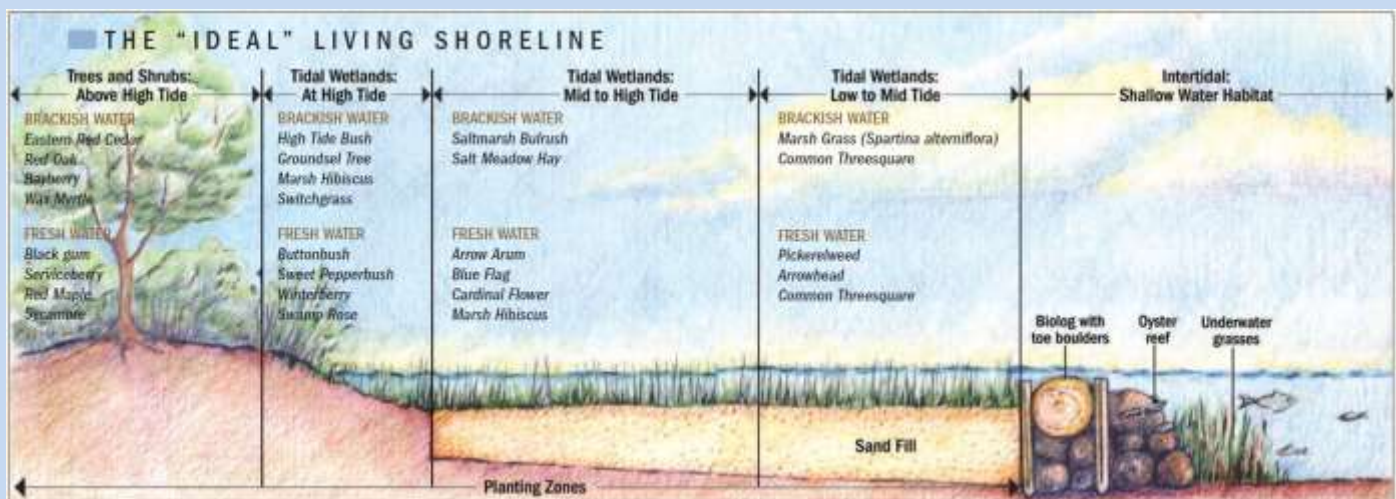 THE "IDEAL" LIVING SHORELINE
Trees and Shrubs:
Above High Tide
BRACKISH WATER
Eastern Red Cedar
Red Oak
Bayberry
Wax Myrtle
FRESH WATER
Black gum
Serviceberry
Red Maple
Sycamore
Tidal Wetlands:
At High Tide
BRACKISH WATER
High Tide Bush
Groundsel Tree
Marsh Hibiscus
Switchgrass
FRESH WATER
Buttonbush
Sweet Pepperbush
Winterberry
Swamp Rose
Tidal Wetlands:
Mid to High Tide
BRACKISH WATER
Saltmarsh Bulrush
Salt Meadow Hay
FRESH WATER
Arrow Arum
Blue Flag
Cardinal Flower
Marsh Hibiscus
Tidal Wetlands:
Low to Mid Tide
BRACKISH WATER
Marsh Grass (Spartina alterniflora)
Common Threesquare
FRESH WATER
Pickerelweed
Arrowhead
Common Threesquare
Intertidal:
Shallow Water Habitat
Biolog with
toe boulders
Oyster
reef
Underwater
grasses
Sand Fill
Planting Zones